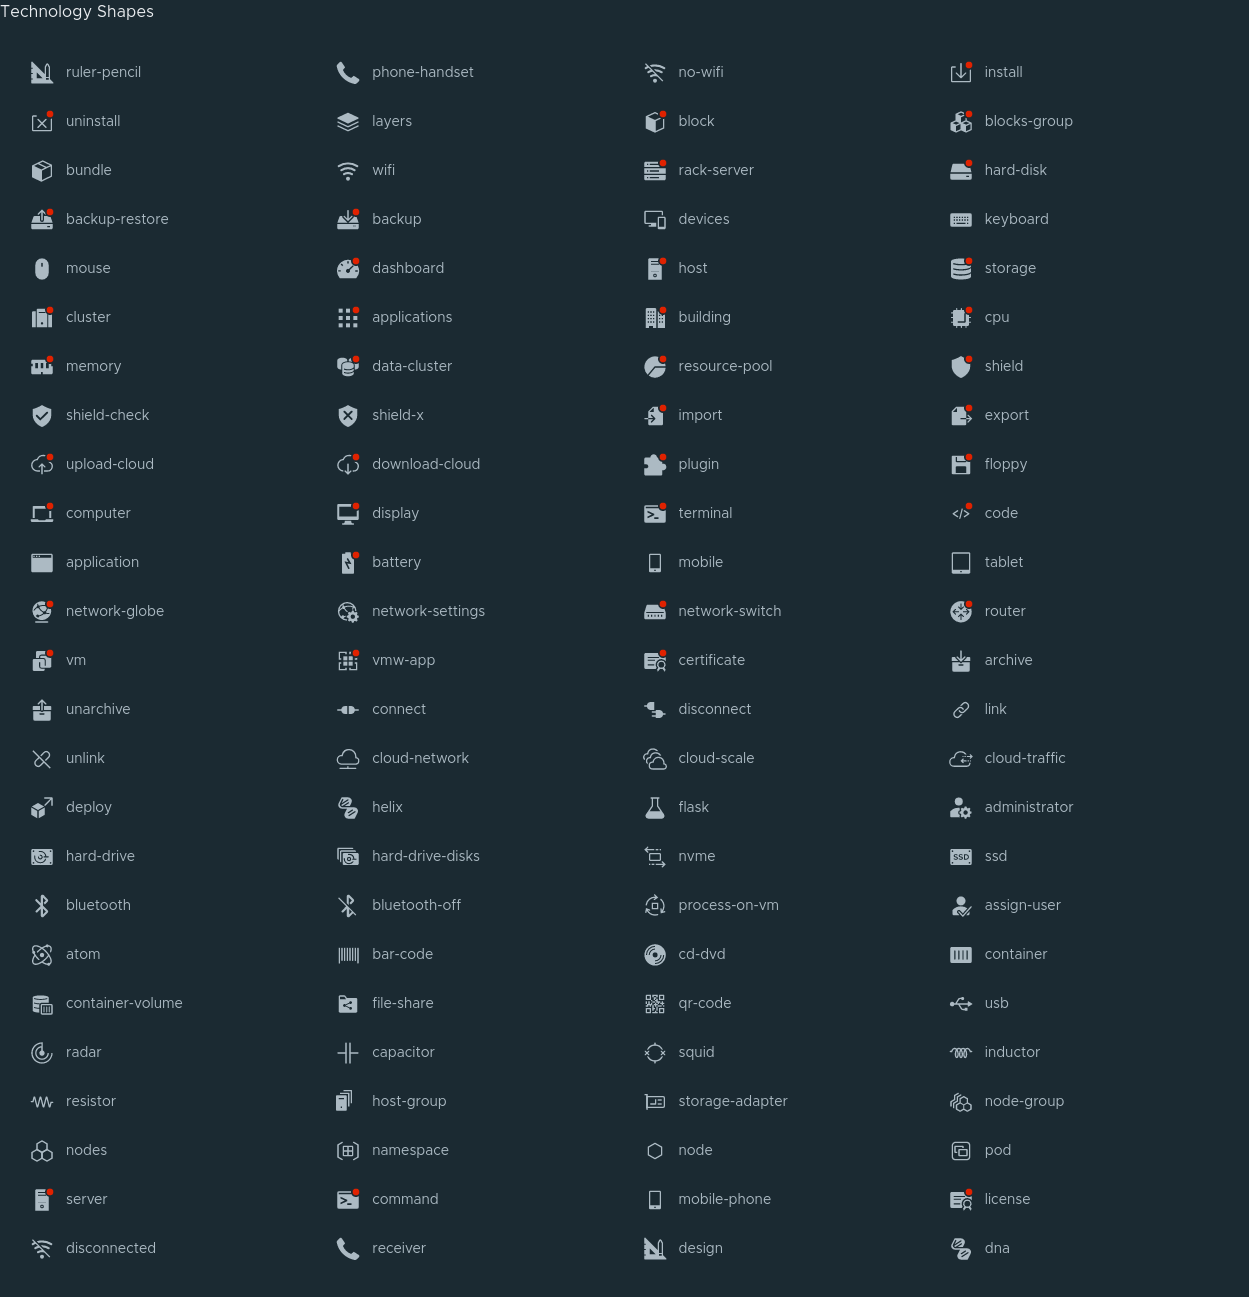 Technology Shapes
ruler-pencil phone-handset no-wifi install
uninstall layers block blocks-group
bundle wifi rack-server hard-disk
backup-restore backup devices keyboard
mouse dashboard host storage
cluster applications building cpu
memory data-cluster resource-pool shield
shield-check shield-x import export
upload-cloud download-cloud plugin floppy
computer display terminal code
application battery mobile tablet
network-globe network-settings network-switch router
vm vmw-app certificate archive
unarchive connect disconnect link
unlink cloud-network cloud-scale cloud-traffic
deploy helix flask administrator
hard-drive hard-drive-disks nvme SSD ssd
bluetooth bluetooth-off process-on-vm assign-user
atom bar-code cd-dvd container
container-volume file-share qr-code usb
radar capacitor squid inductor
resistor host-group storage-adapter node-group
nodes namespace node pod
server command mobile-phone license
disconnected receiver design dna